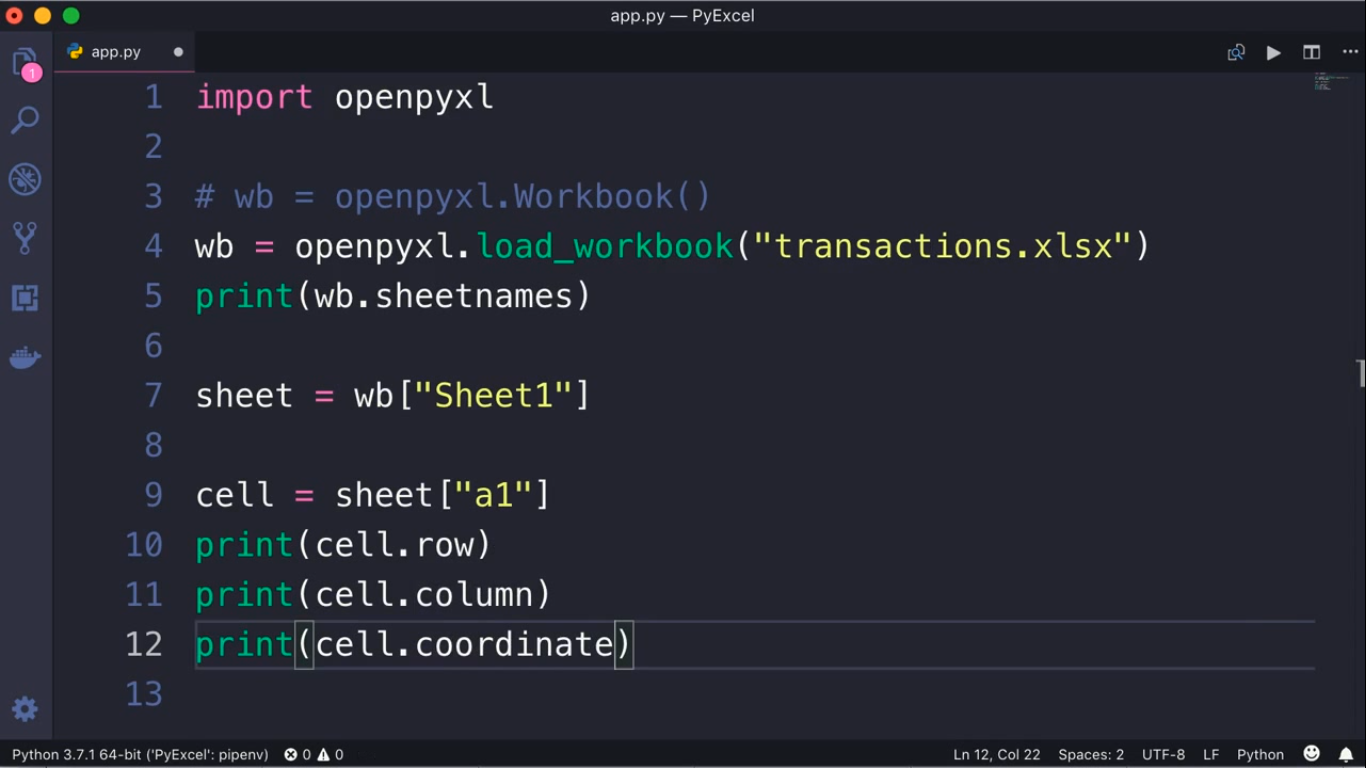 app.py — PyExcel
app.py
1
1 import openpyxl
2
3 # wb = openpyxl.Workbook()
4 wb = openpyxl.load_workbook("transactions.xlsx")
5 print(wb.sheetnames)
6
7 sheet = wb["Sheet1"]
8
9 cell = sheet["a1"]
10 print(cell.row)
11 print(cell.column)
12 print(cell.coordinate)
13
Python 3.7.1 64-bit ('PyExcel': pipenv) 0 0 Ln 12, Col 22 Spaces: 2 UTF-8 LF Python